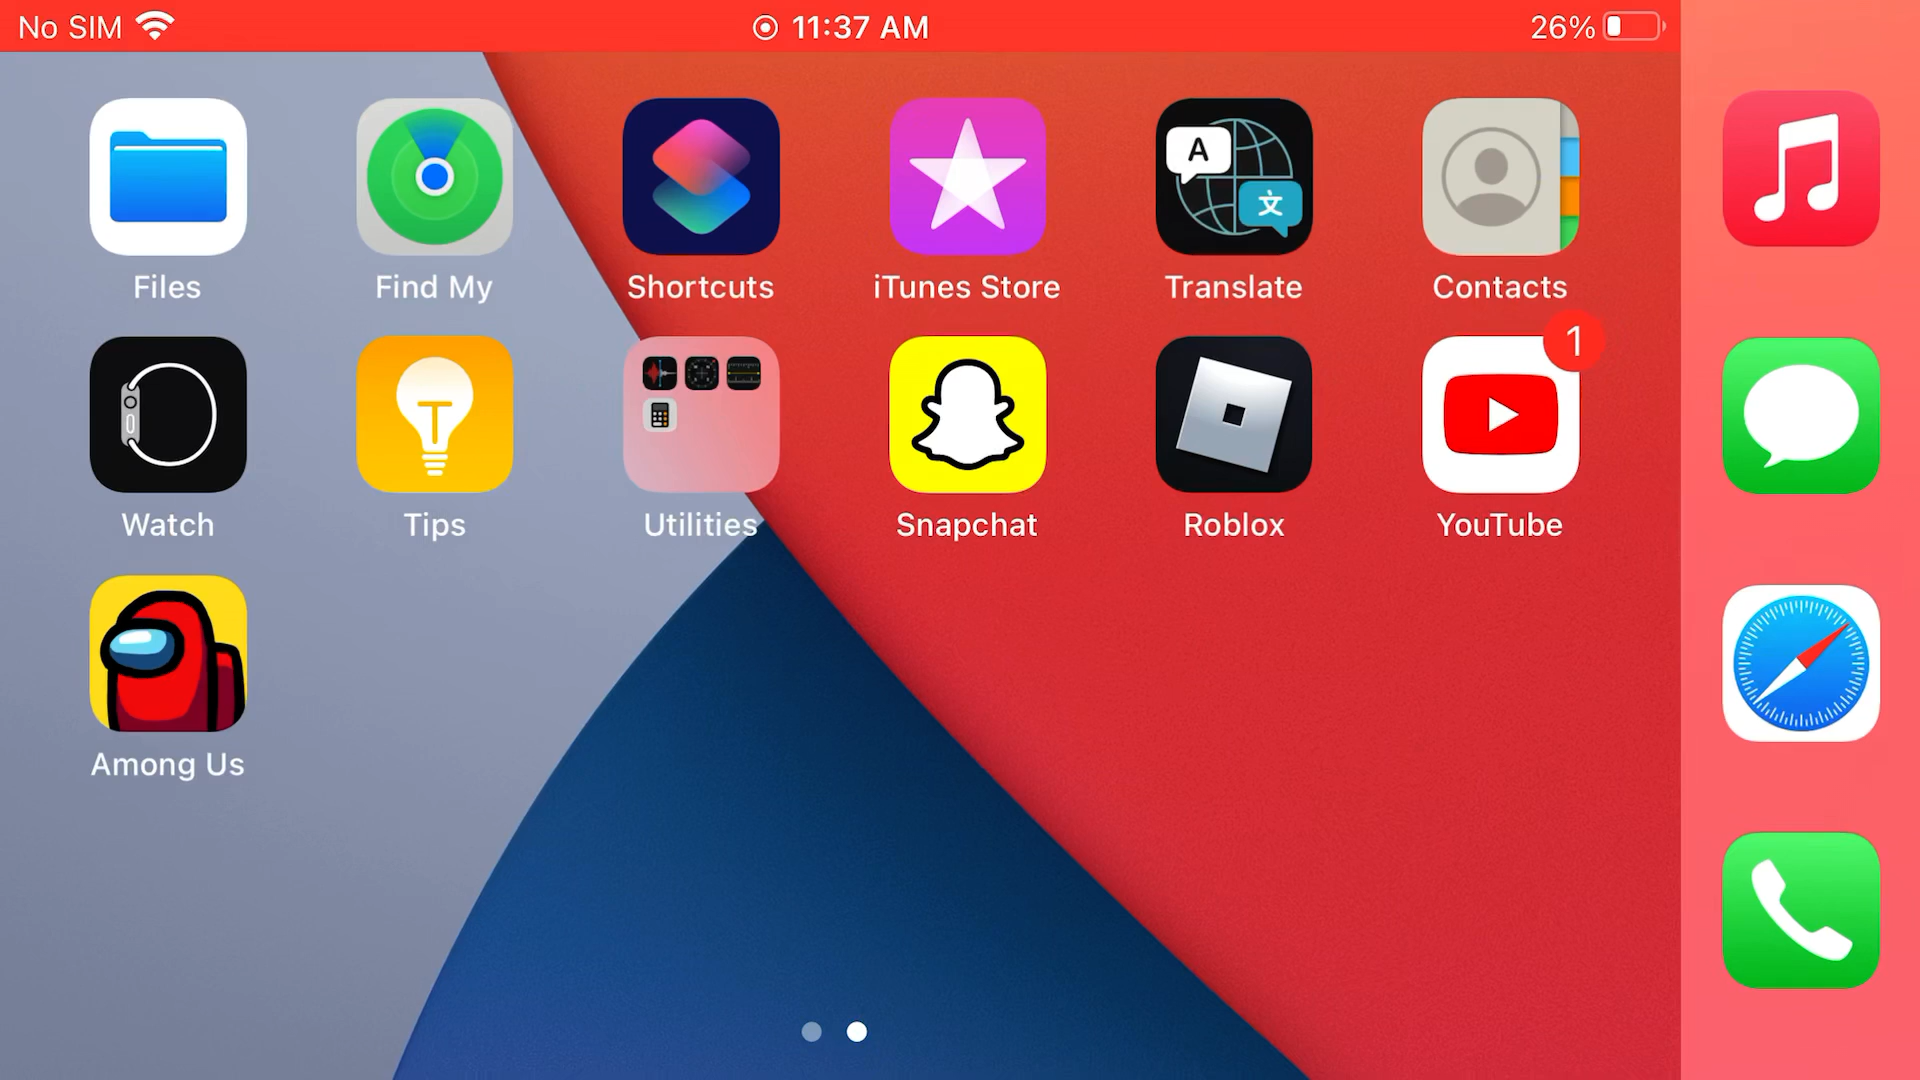 No SIM 11:37 AM 26%
Files Find My Shortcuts iTunes Store Translate Contacts
A 文
1
Watch Tips Utilities Snapchat Roblox YouTube
Among Us